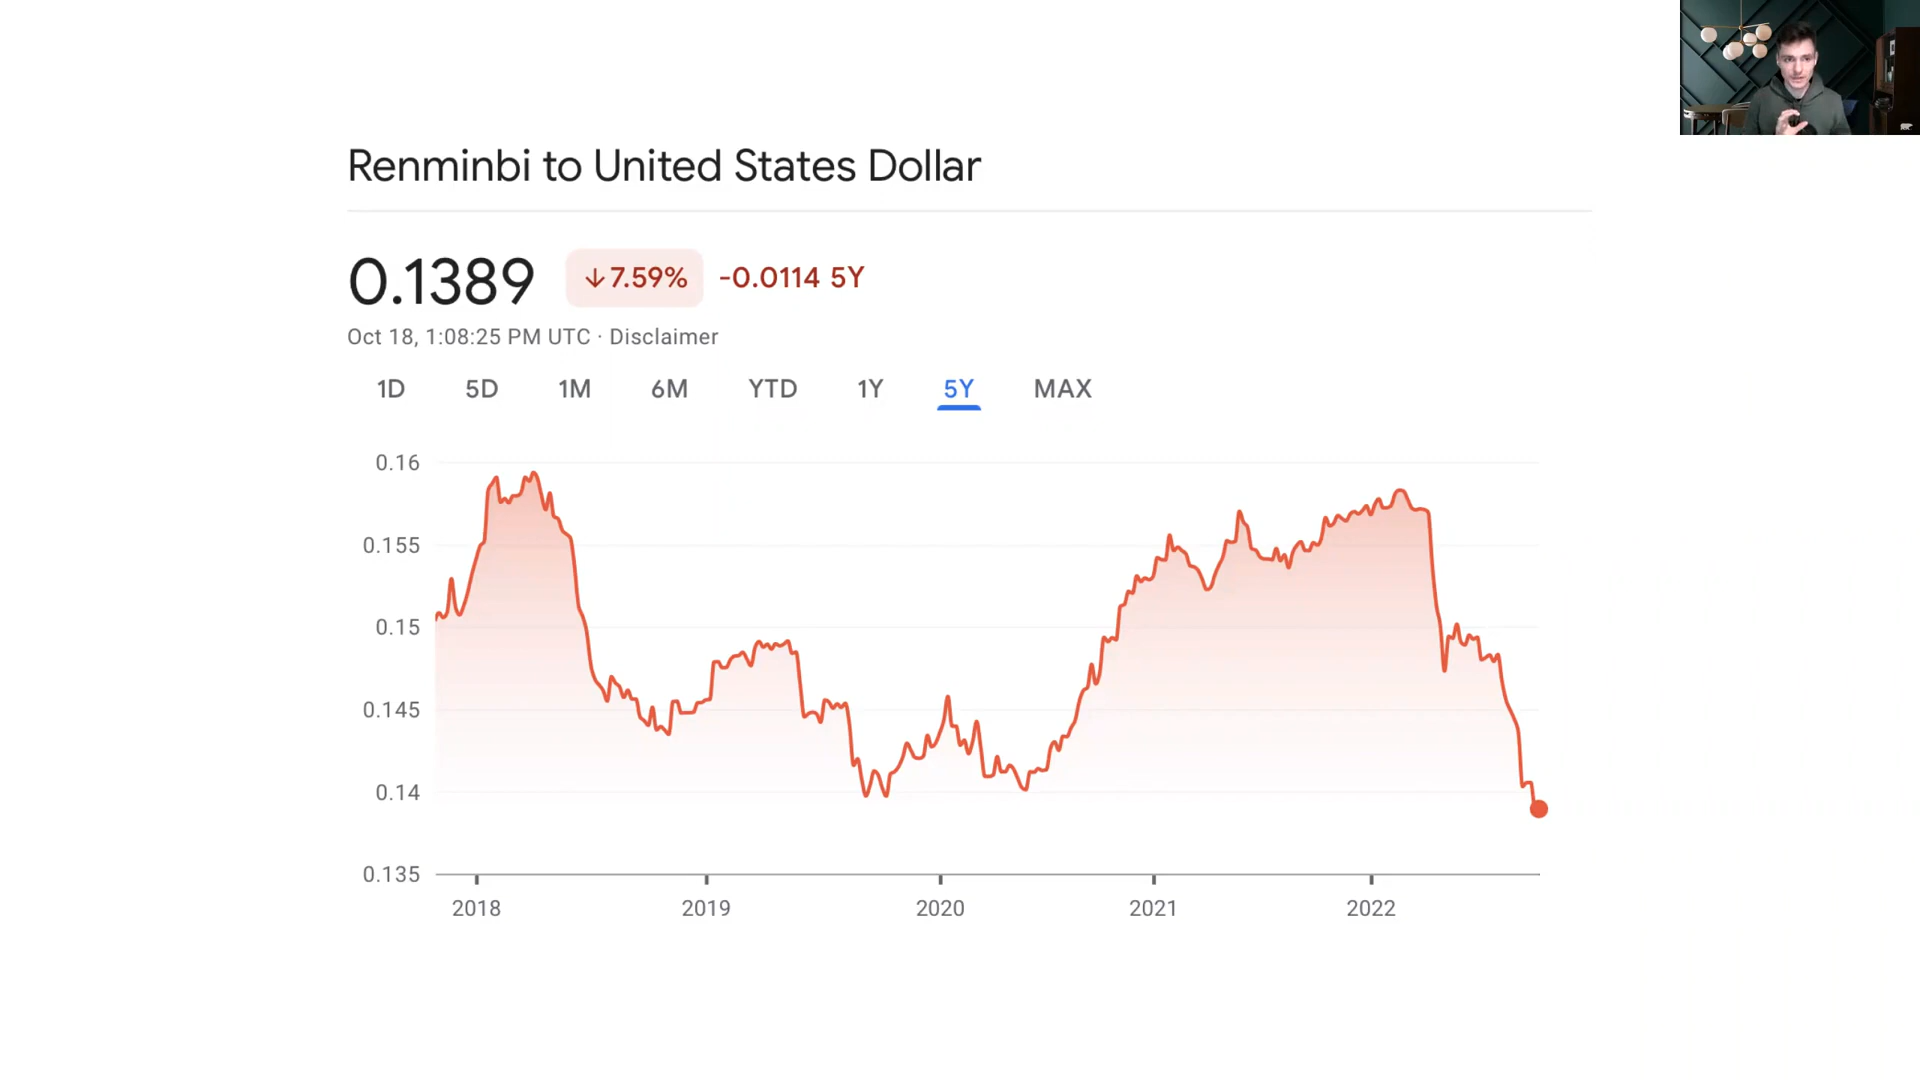 Renminbi to United States Dollar
0.1389 ↓7.59% -0.0114 5Y
Oct 18, 1:08:25 PM UTC · Disclaimer
1D 5D 1M 6M YTD 1Y 5Y MAX
0.16
0.155
0.15
0.145
0.14
0.135
2018 2019 2020 2021 2022